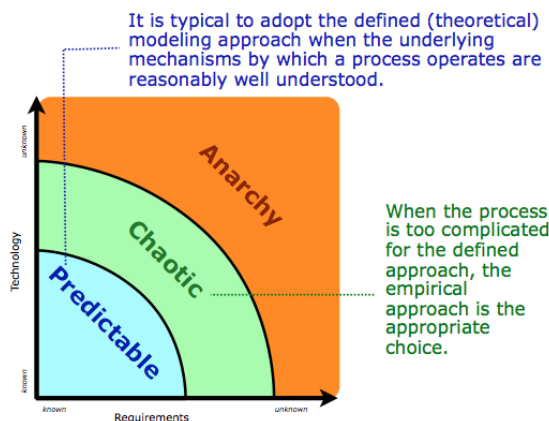 It is typical to adopt the defined (theoretical)
modeling approach when the underlying
mechanisms by which a process operates are
reasonably well understood.
unknown
Anarchy
Technology
Chaotic
When the process
is too complicated
for the defined
approach, the
empirical
approach is the
appropriate
choice.
Predictable
known
known
unknown
Requirements